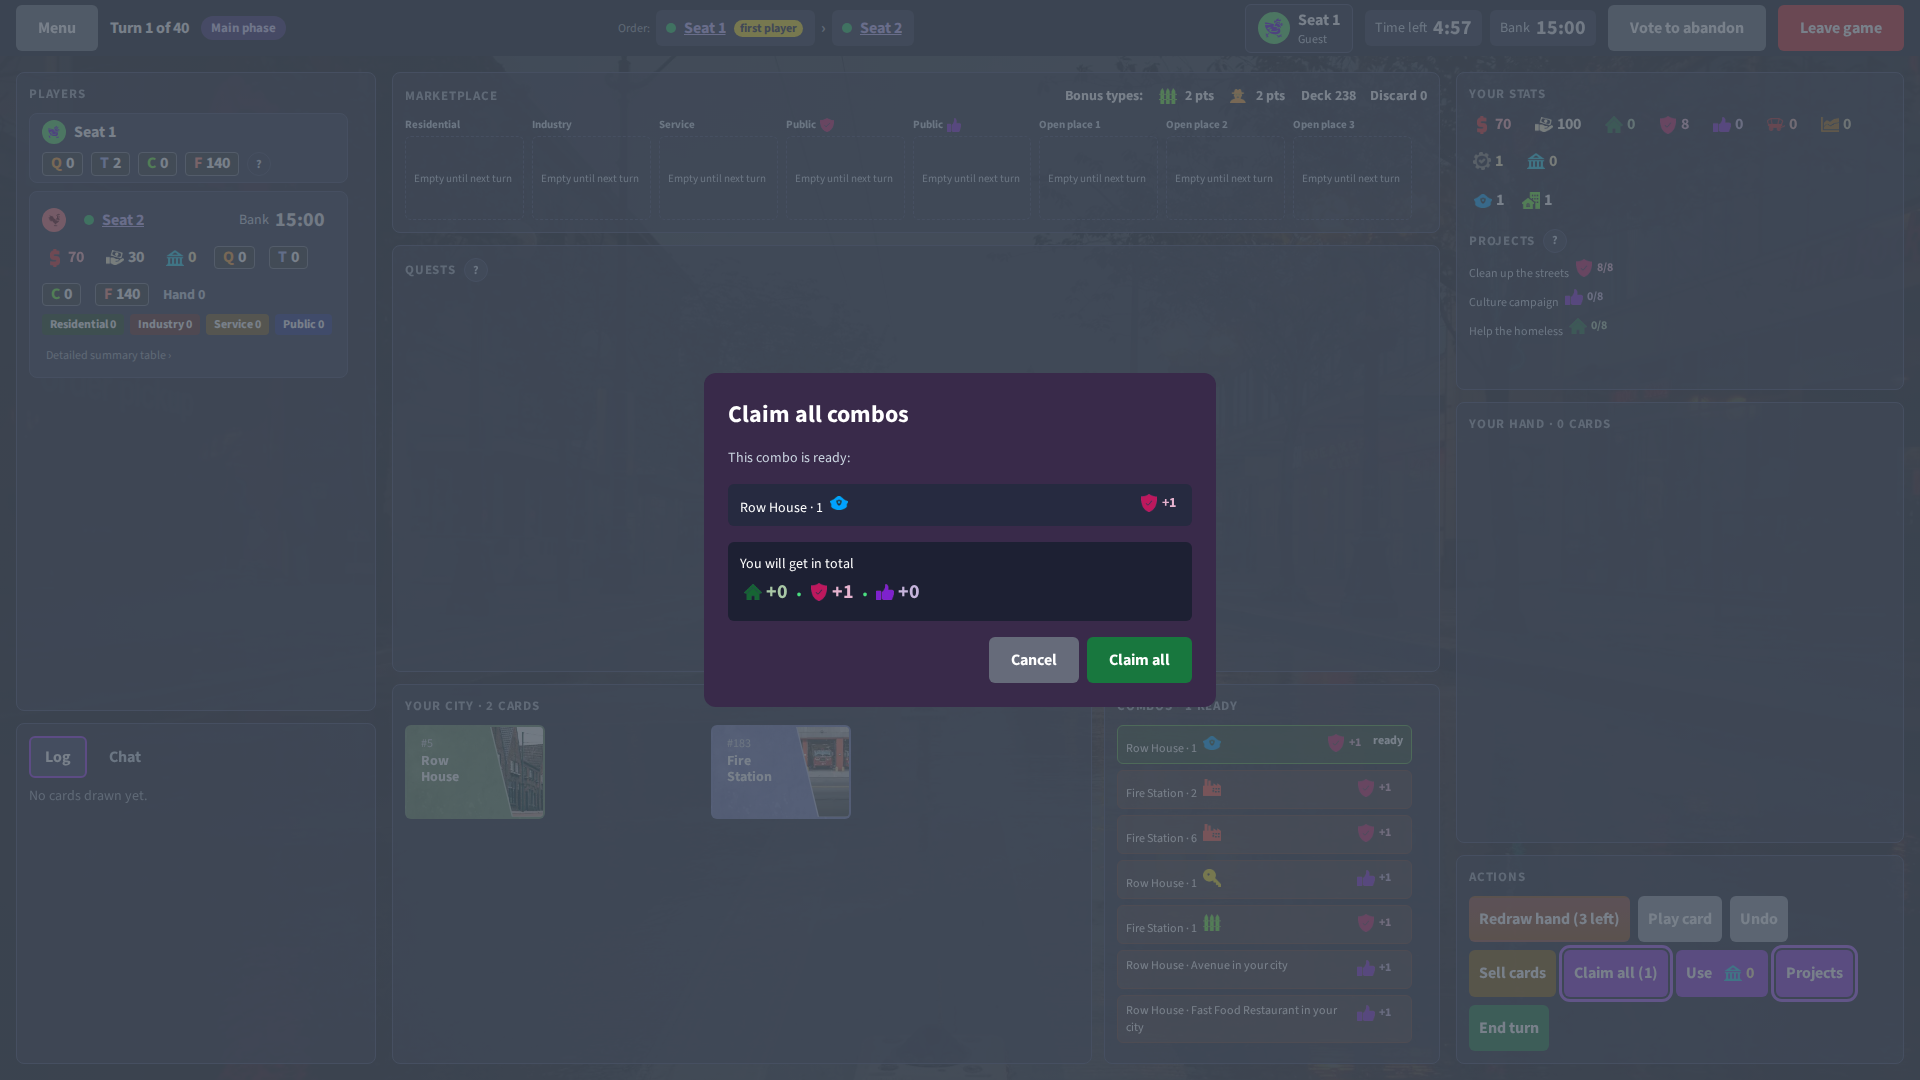 Menu
Turn 1 of 40
Main phase
Order:
Seat 1
first player
›
Seat 2
Seat 1
Guest
Time left 4:57
Bank 15:00
Vote to abandon
Leave game
PLAYERS
Seat 1
Q 0
T 2
C 0
F 140
?
Seat 2
Bank 15:00
70
30
0
Q 0
T 0
C 0
F 140
Hand 0
Residential 0
Industry 0
Service 0
Public 0
Detailed summary table ›
Log
Chat
No cards drawn yet.
MARKETPLACE
Bonus types:
2 pts
2 pts
Deck 238
Discard 0
Residential
Industry
Service
Public
Public
Open place 1
Open place 2
Open place 3
Empty until next turn
Empty until next turn
Empty until next turn
Empty until next turn
Empty until next turn
Empty until next turn
Empty until next turn
Empty until next turn
QUESTS
?
Claim all combos
This combo is ready:
Row House · 1
+1
You will get in total
+0 • +1 • +0
Cancel
Claim all
YOUR CITY · 2 CARDS
#5
Row
House
#183
Fire
Station
COMBOS · 1 READY
Row House · 1
+1
ready
Fire Station · 2
+1
Fire Station · 6
+1
Row House · 1
+1
Fire Station · 1
+1
Row House · Avenue in your city
+1
Row House · Fast Food Restaurant in your
city
+1
YOUR STATS
70
100
0
8
0
0
0
1
0
1
1
PROJECTS
?
Clean up the streets
8/8
Culture campaign
0/8
Help the homeless
0/8
YOUR HAND · 0 CARDS
ACTIONS
Redraw hand (3 left)
Play card
Undo
Sell cards
Claim all (1)
Use 0
Projects
End turn